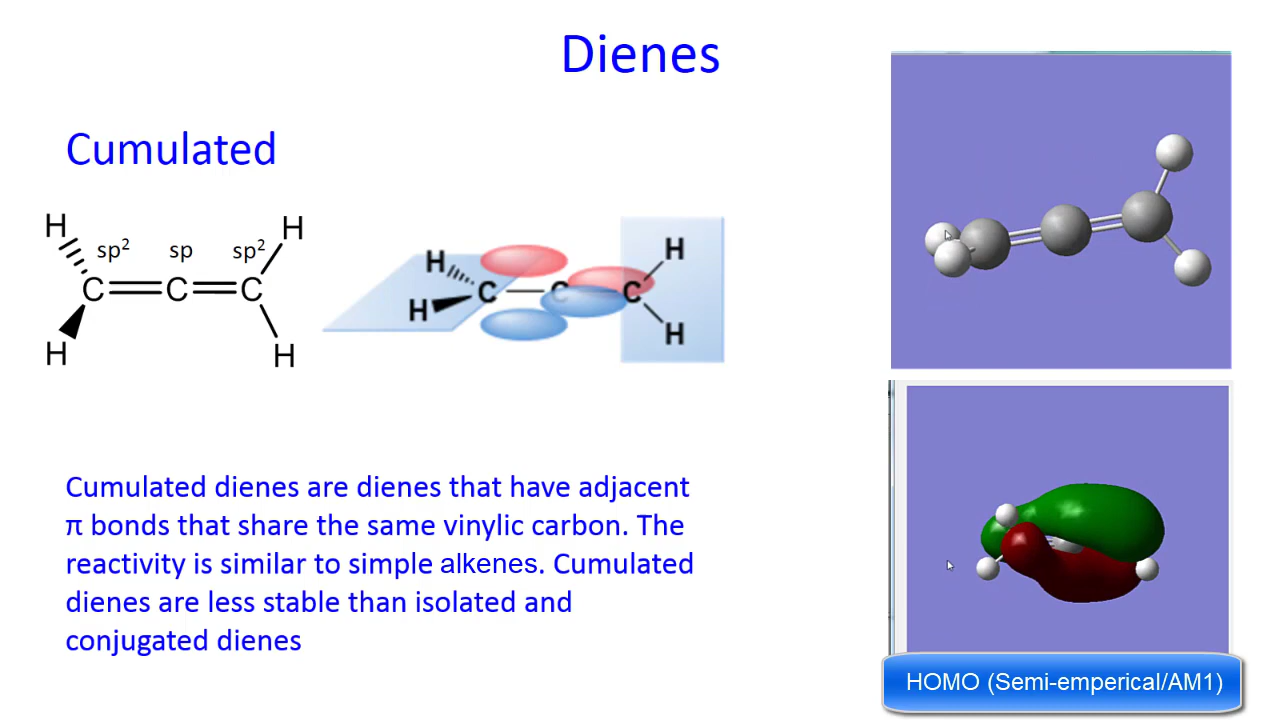 Dienes
Cumulated
H
H
sp²
sp
sp²
C
C
C
H
H
H
H
C
C
C
H
H
Cumulated dienes are dienes that have adjacent
π bonds that share the same vinylic carbon. The
reactivity is similar to simple alkenes. Cumulated
dienes are less stable than isolated and
conjugated dienes
HOMO (Semi-emperical/AM1)